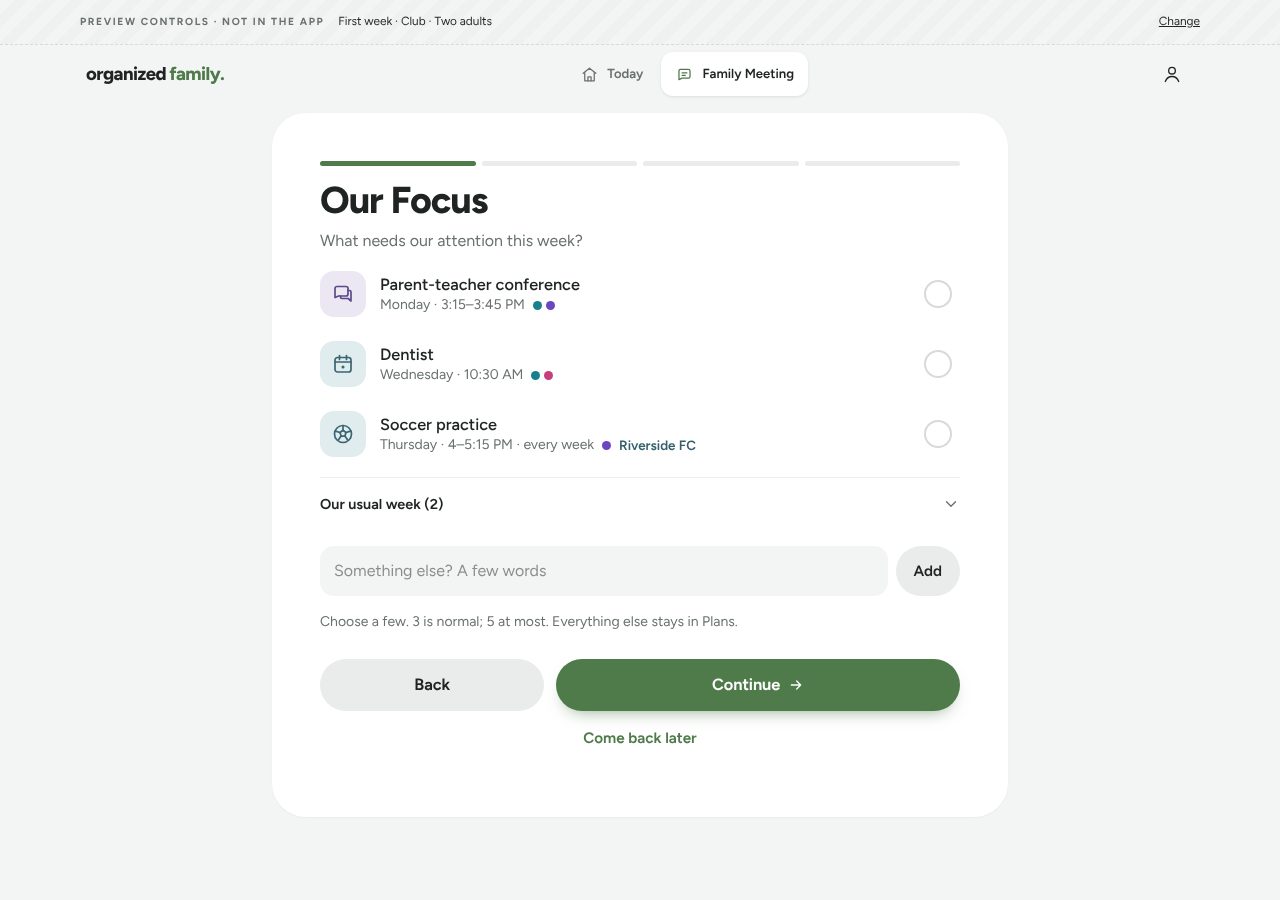 PREVIEW CONTROLS · NOT IN THE APP First week · Club · Two adults Change
organized family. Today Family Meeting
Our Focus
What needs our attention this week?
Parent-teacher conference
Monday · 3:15–3:45 PM
Dentist
Wednesday · 10:30 AM
Soccer practice
Thursday · 4–5:15 PM · every week Riverside FC
Our usual week (2)
Something else? A few words Add
Choose a few. 3 is normal; 5 at most. Everything else stays in Plans.
Back Continue →
Come back later